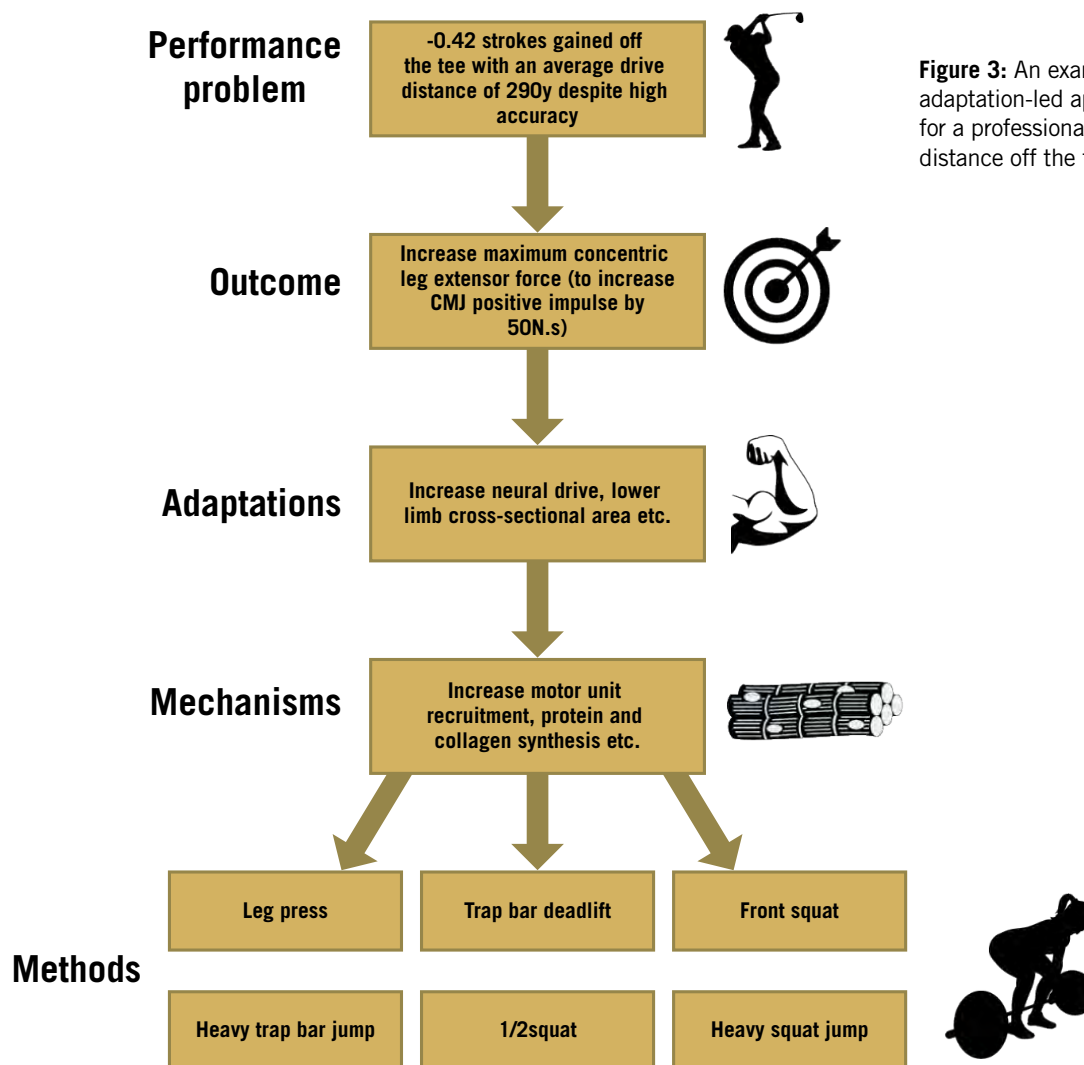 Performance
problem
-0.42 strokes gained off
the tee with an average drive
distance of 290y despite high
accuracy
Figure 3: An
adaptation-led
for a professional
distance off the
Outcome
Increase maximum concentric
leg extensor force (to increase
CMJ positive impulse by
50N.s)
Adaptations
Increase neural drive, lower
limb cross-sectional area etc.
Mechanisms
Increase motor unit
recruitment, protein and
collagen synthesis etc.
Methods
Leg press
Trap bar deadlift
Front squat
Heavy trap bar jump
1/2squat
Heavy squat jump